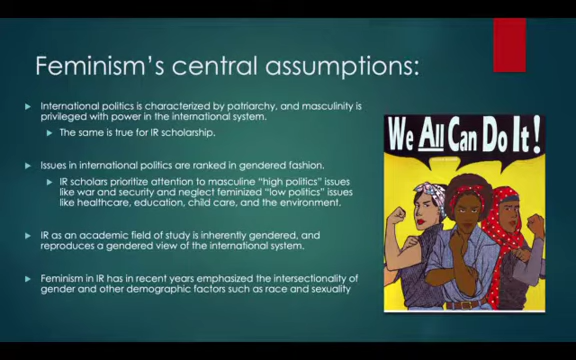 Feminism's central assumptions:
International politics is characterized by patriarchy, and masculinity is
privileged with power in the international system.
The same is true for IR scholarship.
Issues in international politics are ranked in gendered fashion.
IR scholars prioritize attention to masculine “high politics” issues
like war and security and neglect feminized “low politics” issues
like healthcare, education, child care, and the environment.
IR as an academic field of study is inherently gendered, and
reproduces a gendered view of the international system.
Feminism in IR has in recent years emphasized the intersectionality of
gender and other demographic factors such as race and sexuality
We All Can Do It!